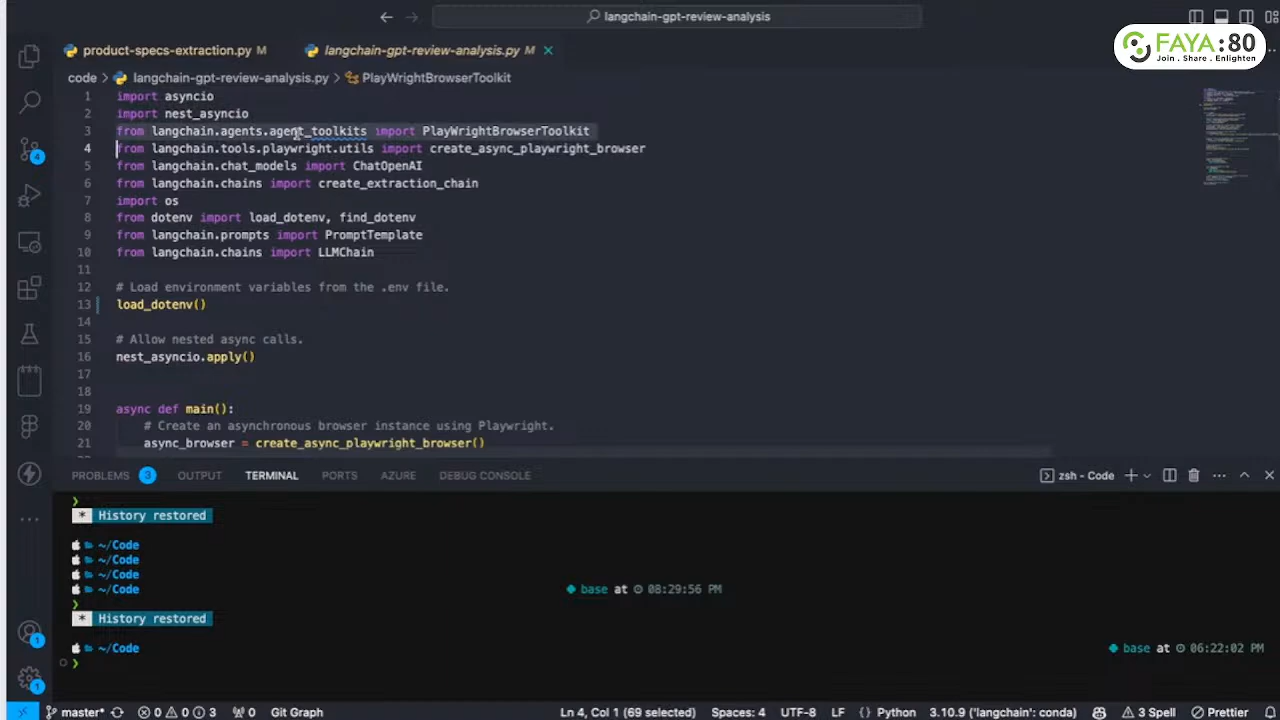 langchain-gpt-review-analysis
FAYA:80
Join . Share . Enlighten
product-specs-extraction.py M
langchain-gpt-review-analysis.py M
code > langchain-gpt-review-analysis.py > PlayWrightBrowserToolkit
1 import asyncio
2 import nest_asyncio
3 from langchain.agents.agent_toolkits import PlayWrightBrowserToolkit
4 from langchain.tools.playwright.utils import create_async_playwright_browser
5 from langchain.chat_models import ChatOpenAI
6 from langchain.chains import create_extraction_chain
7 import os
8 from dotenv import load_dotenv, find_dotenv
9 from langchain.prompts import PromptTemplate
10 from langchain.chains import LLMChain
11
12 # Load environment variables from the .env file.
13 load_dotenv()
14
15 # Allow nested async calls.
16 nest_asyncio.apply()
17
18
19 async def main():
20 # Create an asynchronous browser instance using Playwright.
21 async_browser = create_async_playwright_browser()
4
PROBLEMS 3 OUTPUT TERMINAL PORTS AZURE DEBUG CONSOLE
zsh - Code
* History restored
~/Code
~/Code
~/Code
~/Code base at 08:29:56 PM
* History restored
~/Code base at 06:22:02 PM
1
1
master* 0 0 3 0 Git Graph Ln 4, Col 1 (69 selected) Spaces: 4 UTF-8 LF {} Python 3.10.9 ('langchain': conda) 3 Spell Prettier